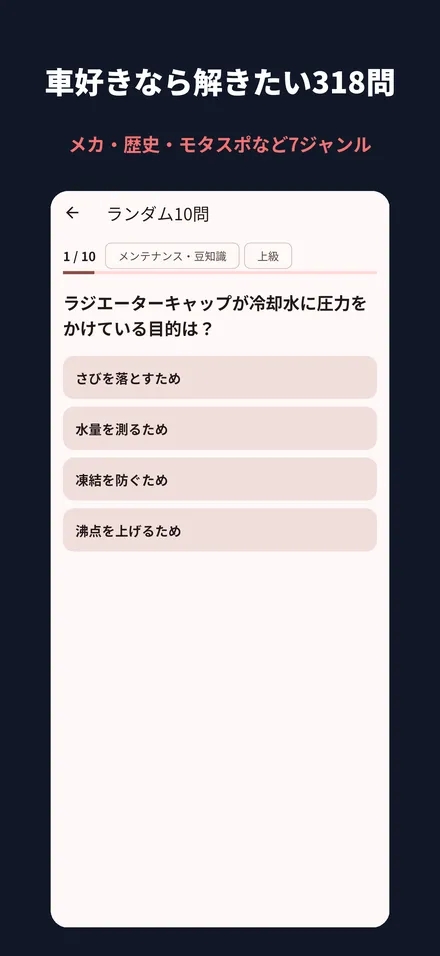 車好きなら解きたい318問
メカ・歴史・モタスポなど7ジャンル
← ランダム10問
1 / 10 メンテナンス・豆知識 上級
ラジエーターキャップが冷却水に圧力を
かけている目的は？
さびを落とすため
水量を測るため
凍結を防ぐため
沸点を上げるため